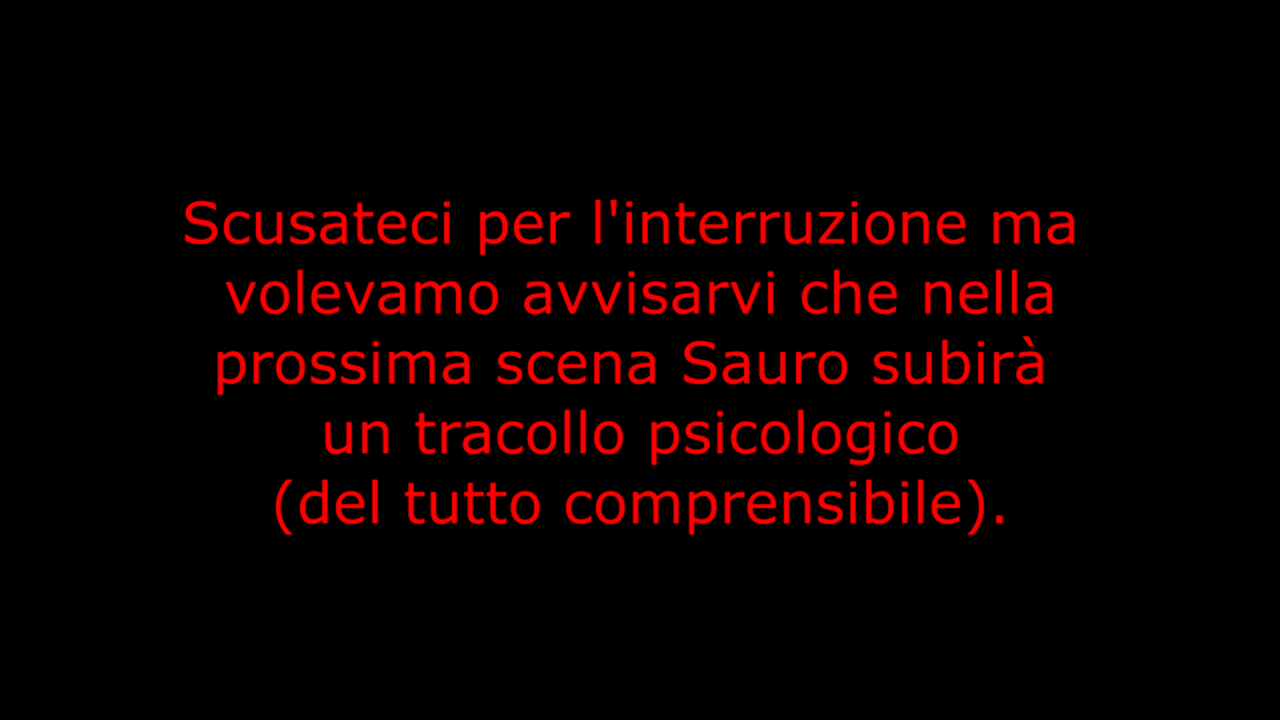 Scusateci per l'interruzione ma
volevamo avvisarvi che nella
prossima scena Sauro subirà
un tracollo psicologico
(del tutto comprensibile).